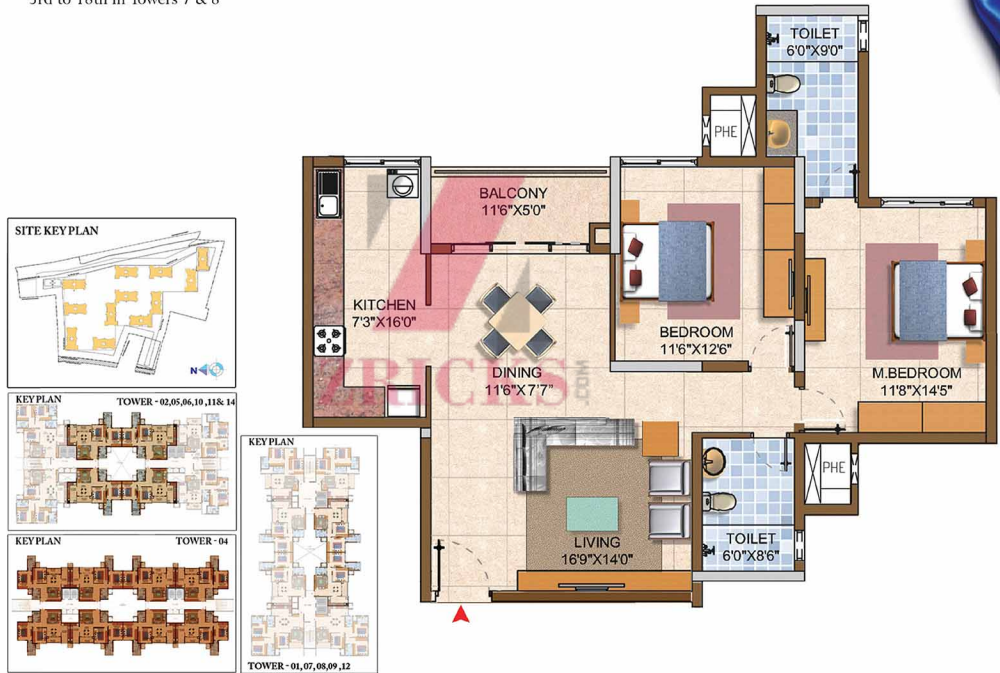 3rd to 18th in Towers 7 & 8
TOILET
6'0"X9'0"
PHE
BALCONY
11'6"X5'0"
SITE KEY PLAN
N
KITCHEN
7'3"X16'0"
BEDROOM
11'6"X12'6"
DINING
11'6"X7'7"
M.BEDROOM
11'8"X14'5"
ZRICKS.COM
KEY PLAN
TOWER - 02,05,06,10 ,11& 14
KEY PLAN
PHE
LIVING
16'9"X14'0"
TOILET
6'0"X8'6"
KEY PLAN
TOWER - 04
TOWER - 01,07,08,09 ,12